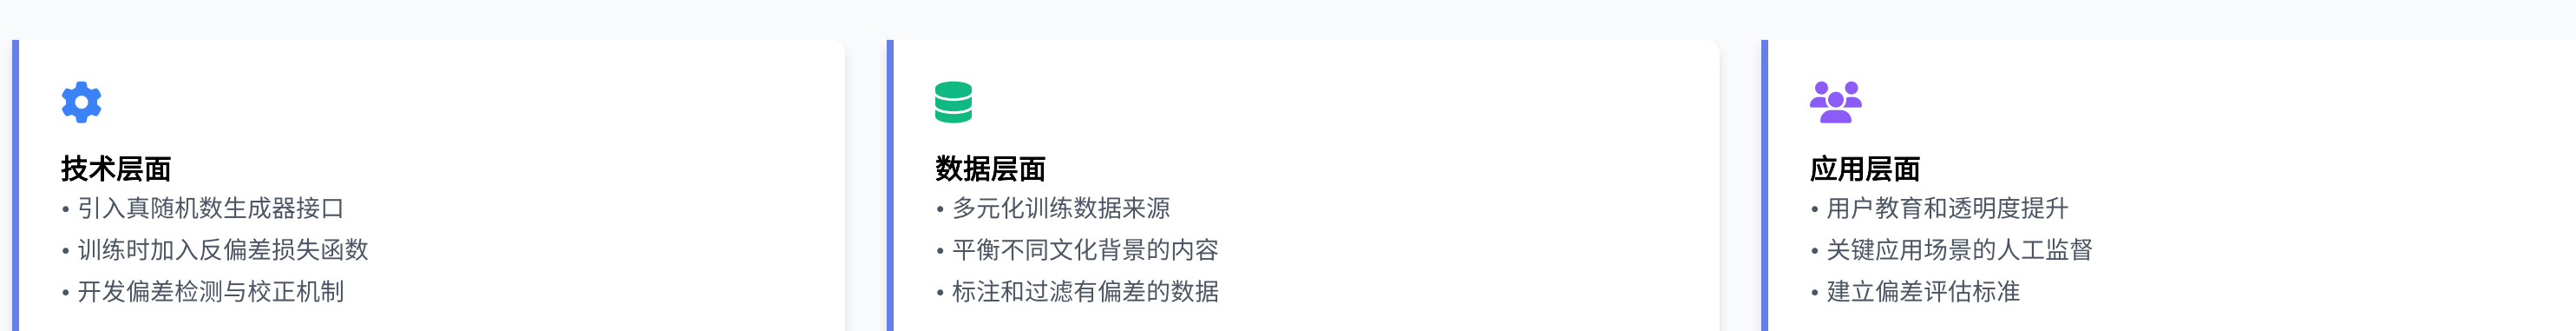 技术层面
• 引入真随机数生成器接口
• 训练时加入反偏差损失函数
• 开发偏差检测与校正机制
数据层面
• 多元化训练数据来源
• 平衡不同文化背景的内容
• 标注和过滤有偏差的数据
应用层面
• 用户教育和透明度提升
• 关键应用场景的人工监督
• 建立偏差评估标准